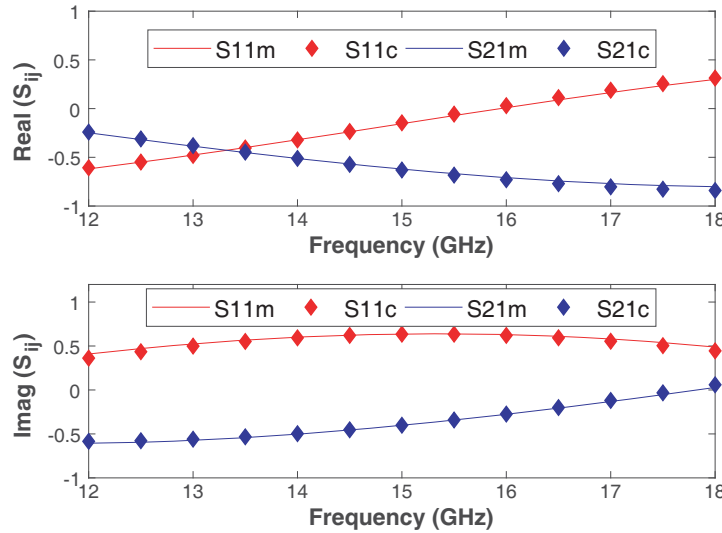 1
0.5
0
-0.5
-1
Real (S_ij)
S11m S11c S21m S21c
12 13 14 15 16 17 18
Frequency (GHz)
1
0.5
0
-0.5
-1
Imag (S_ij)
S11m S11c S21m S21c
12 13 14 15 16 17 18
Frequency (GHz)